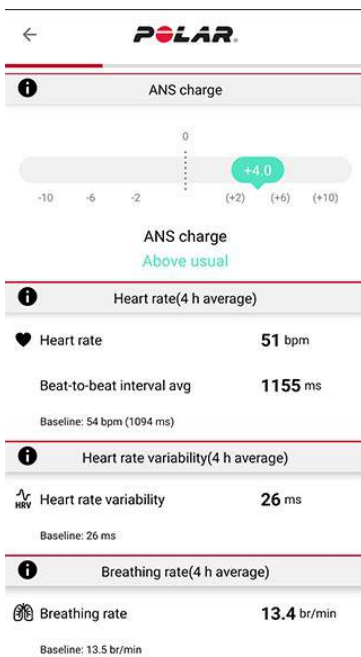 POLAR.
ANS charge
0
+4.0
-10 -6 -2 (+2) (+6) (+10)
ANS charge
Above usual
Heart rate(4 h average)
Heart rate 51 bpm
Beat-to-beat interval avg 1155 ms
Baseline: 54 bpm (1094 ms)
Heart rate variability(4 h average)
HRV Heart rate variability 26 ms
Baseline: 26 ms
Breathing rate(4 h average)
Breathing rate 13.4 br/min
Baseline: 13.5 br/min